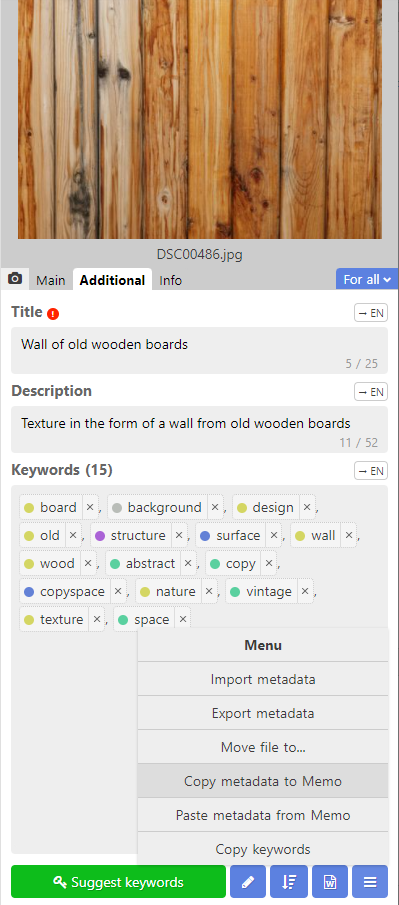 DSC00486.jpg
Main Additional Info For all
Title → EN
Wall of old wooden boards
5 / 25
Description → EN
Texture in the form of a wall from old wooden boards
11 / 52
Keywords (15) → EN
board ×, background ×, design ×,
old ×, structure ×, surface ×, wall ×,
wood ×, abstract ×, copy ×,
copyspace ×, nature ×, vintage ×,
texture ×, space ×
Menu
Import metadata
Export metadata
Move file to...
Copy metadata to Memo
Paste metadata from Memo
Copy keywords
Suggest keywords W